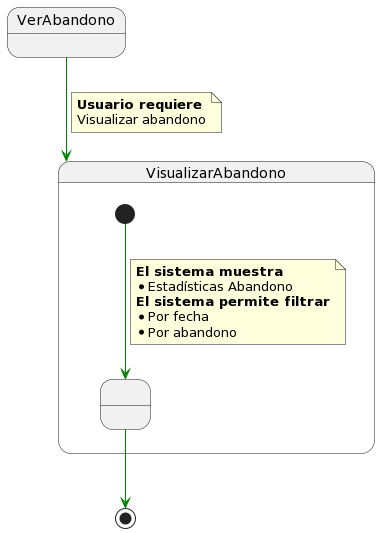 VerAbandono
Usuario requiere
Visualizar abandono
VisualizarAbandono
El sistema muestra
• Estadísticas Abandono
El sistema permite filtrar
• Por fecha
• Por abandono